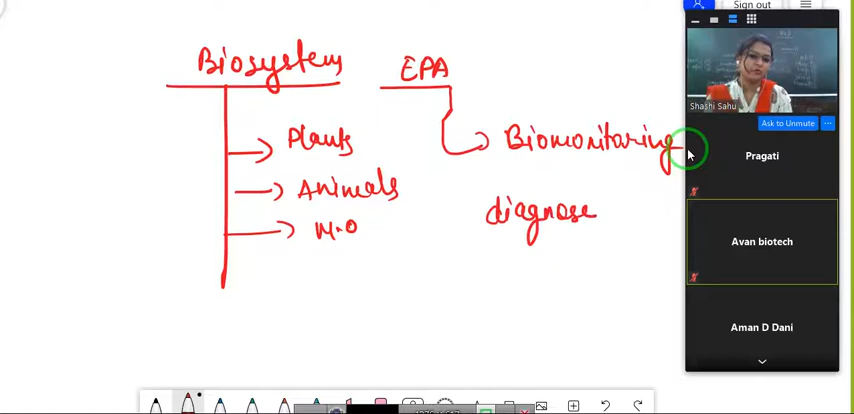 Sign out
Biosystem EPA
Plants
Animals
M.O
Biomonitoring
diagnose
Shashi Sahu
Ask to Unmute
Pragati
Avan biotech
Aman D Dani